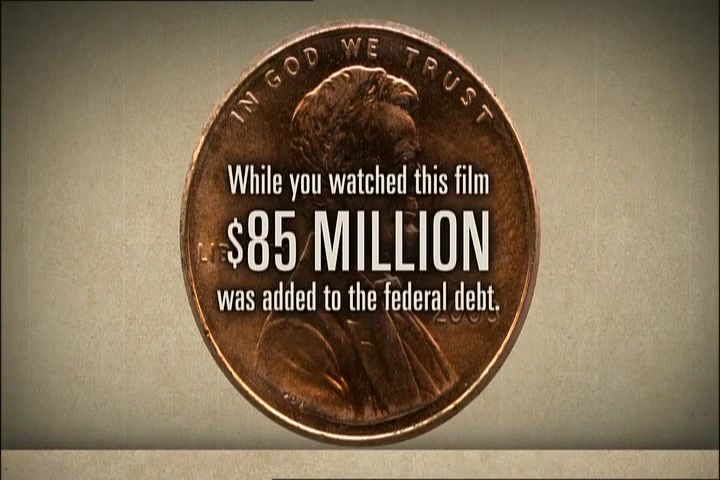 IN GOD WE TRUST
While you watched this film
$85 MILLION
was added to the federal debt.